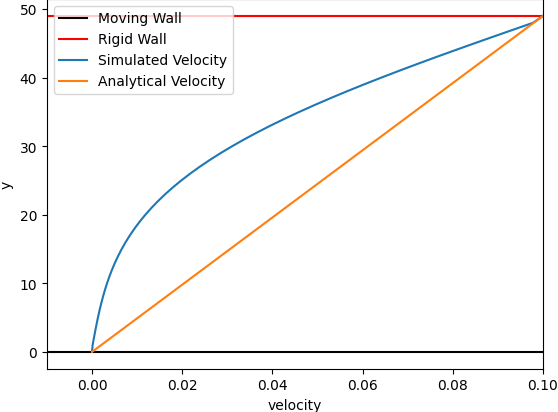 50
40
30
20
10
0
y
Moving Wall
Rigid Wall
Simulated Velocity
Analytical Velocity
0.00 0.02 0.04 0.06 0.08 0.10
velocity